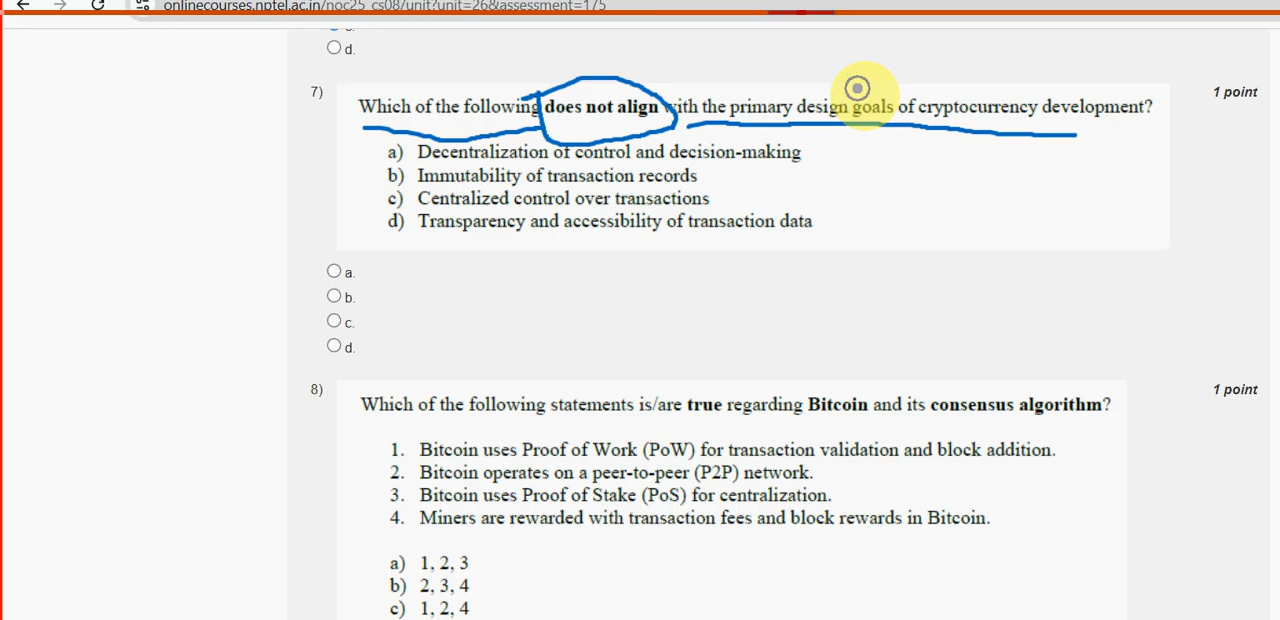 onlinecourses.nptel.ac.in/noc25_cs08/unit?unit=26&assessment=175
d.
7)
Which of the following does not align with the primary design goals of cryptocurrency development?
1 point
a) Decentralization of control and decision-making
b) Immutability of transaction records
c) Centralized control over transactions
d) Transparency and accessibility of transaction data
a.
b.
c.
d.
8)
Which of the following statements is/are true regarding Bitcoin and its consensus algorithm?
1 point
1. Bitcoin uses Proof of Work (PoW) for transaction validation and block addition.
2. Bitcoin operates on a peer-to-peer (P2P) network.
3. Bitcoin uses Proof of Stake (PoS) for centralization.
4. Miners are rewarded with transaction fees and block rewards in Bitcoin.
a) 1, 2, 3
b) 2, 3, 4
c) 1, 2, 4